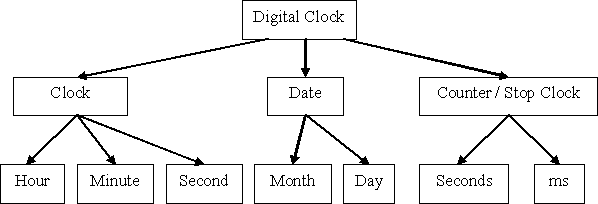 Digital Clock
Clock
Date
Counter / Stop Clock
Hour
Minute
Second
Month
Day
Seconds
ms